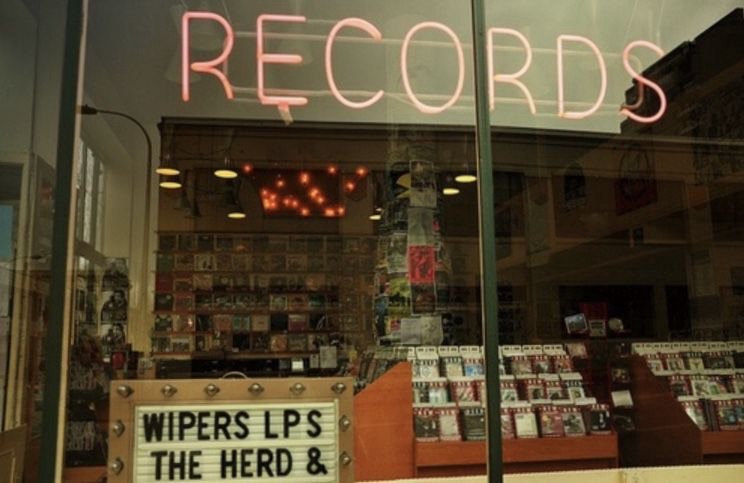 RECORDS
WIPERS LPS
THE HERD &